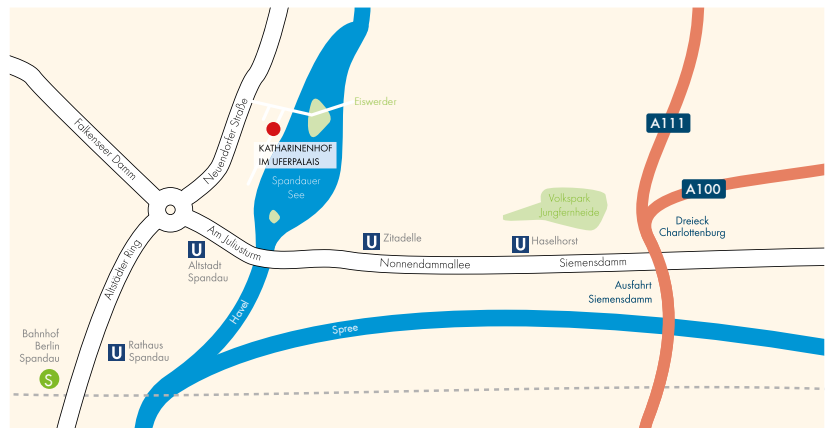 Falkenseer Damm
Neuendorfer Straße
Eiswerder
A111
KATHARINENHOF
IM UFERPALAIS
Spandauer
See
A100
Volkspark
Jungfernheide
Dreieck
Charlottenburg
Am Juliusturm
U
Zitadelle
U
Haselhorst
U
Altstadt
Spandau
Nonnendammallee
Siemensdamm
Altstädter Ring
Ausfahrt
Siemensdamm
Havel
Spree
Bahnhof
Berlin
Spandau
S
U
Rathaus
Spandau